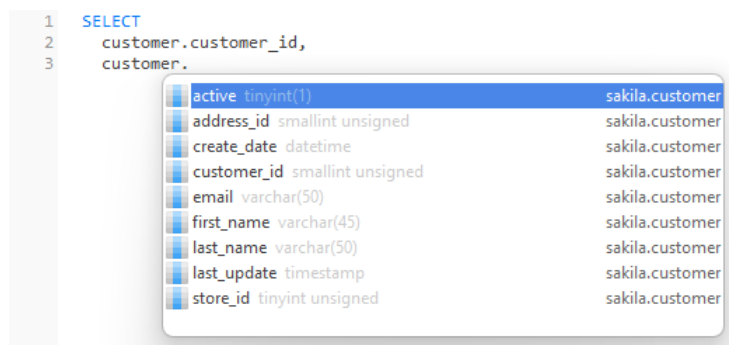 1 SELECT
2 customer.customer_id,
3 customer.
active tinyint(1) sakila.customer
address_id smallint unsigned sakila.customer
create_date datetime sakila.customer
customer_id smallint unsigned sakila.customer
email varchar(50) sakila.customer
first_name varchar(45) sakila.customer
last_name varchar(50) sakila.customer
last_update timestamp sakila.customer
store_id tinyint unsigned sakila.customer